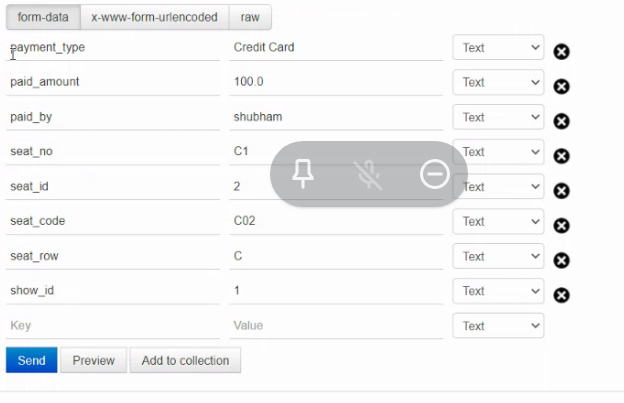 form-data x-www-form-urlencoded raw
payment_type Credit Card Text
paid_amount 100.0 Text
paid_by shubham Text
seat_no C1 Text
seat_id 2 Text
seat_code C02 Text
seat_row C Text
show_id 1 Text
Key Value Text
Send Preview Add to collection